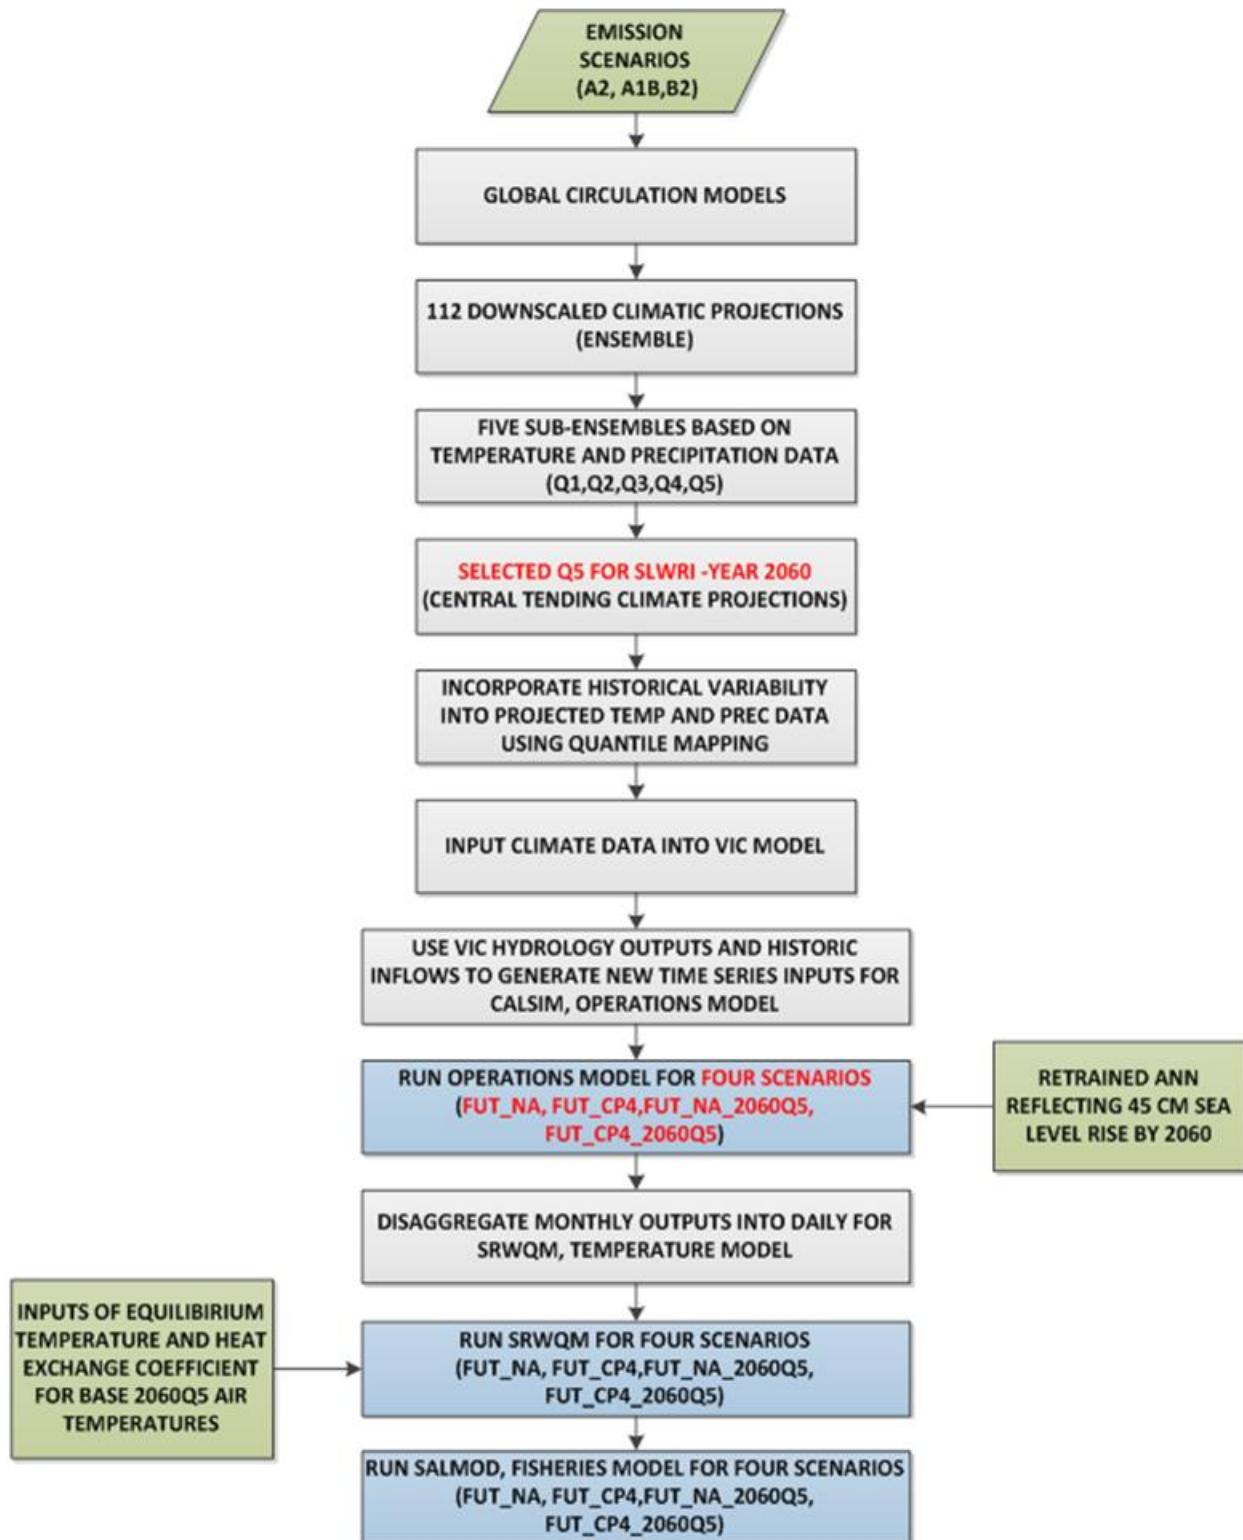 EMISSION
SCENARIOS
(A2, A1B,B2)
GLOBAL CIRCULATION MODELS
112 DOWNSCALED CLIMATIC PROJECTIONS
(ENSEMBLE)
FIVE SUB-ENSEMBLES BASED ON
TEMPERATURE AND PRECIPITATION DATA
(Q1,Q2,Q3,Q4,Q5)
SELECTED Q5 FOR SLWRI -YEAR 2060
(CENTRAL TENDING CLIMATE PROJECTIONS)
INCORPORATE HISTORICAL VARIABILITY
INTO PROJECTED TEMP AND PREC DATA
USING QUANTILE MAPPING
INPUT CLIMATE DATA INTO VIC MODEL
USE VIC HYDROLOGY OUTPUTS AND HISTORIC
INFLOWS TO GENERATE NEW TIME SERIES INPUTS FOR
CALSIM, OPERATIONS MODEL
RUN OPERATIONS MODEL FOR FOUR SCENARIOS
(FUT_NA, FUT_CP4,FUT_NA_2060Q5,
FUT_CP4_2060Q5)
RETRAINED ANN
REFLECTING 45 CM SEA
LEVEL RISE BY 2060
DISAGGREGATE MONTHLY OUTPUTS INTO DAILY FOR
SRWQM, TEMPERATURE MODEL
INPUTS OF EQUILIBIRIUM
TEMPERATURE AND HEAT
EXCHANGE COEFFICIENT
FOR BASE 2060Q5 AIR
TEMPERATURES
RUN SRWQM FOR FOUR SCENARIOS
(FUT_NA, FUT_CP4,FUT_NA_2060Q5,
FUT_CP4_2060Q5)
RUN SALMOD, FISHERIES MODEL FOR FOUR SCENARIOS
(FUT_NA, FUT_CP4,FUT_NA_2060Q5,
FUT_CP4_2060Q5)